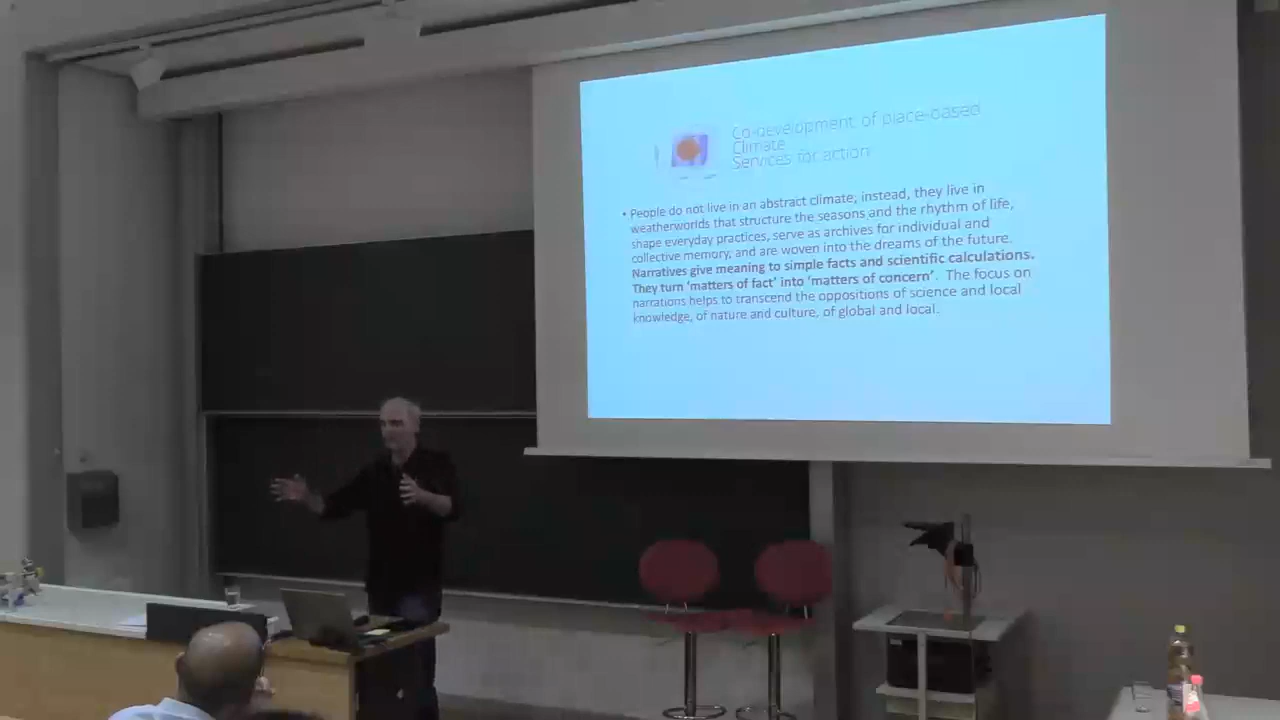 Co-development of place-based
Climate
Services for action
• People do not live in an abstract climate; instead, they live in
weatherworlds that structure the seasons and the rhythm of life,
shape everyday practices, serve as archives for individual and
collective memory, and are woven into the dreams of the future.
Narratives give meaning to simple facts and scientific calculations.
They turn ‘matters of fact’ into ‘matters of concern’. The focus on
narrations helps to transcend the oppositions of science and local
knowledge, of nature and culture, of global and local.